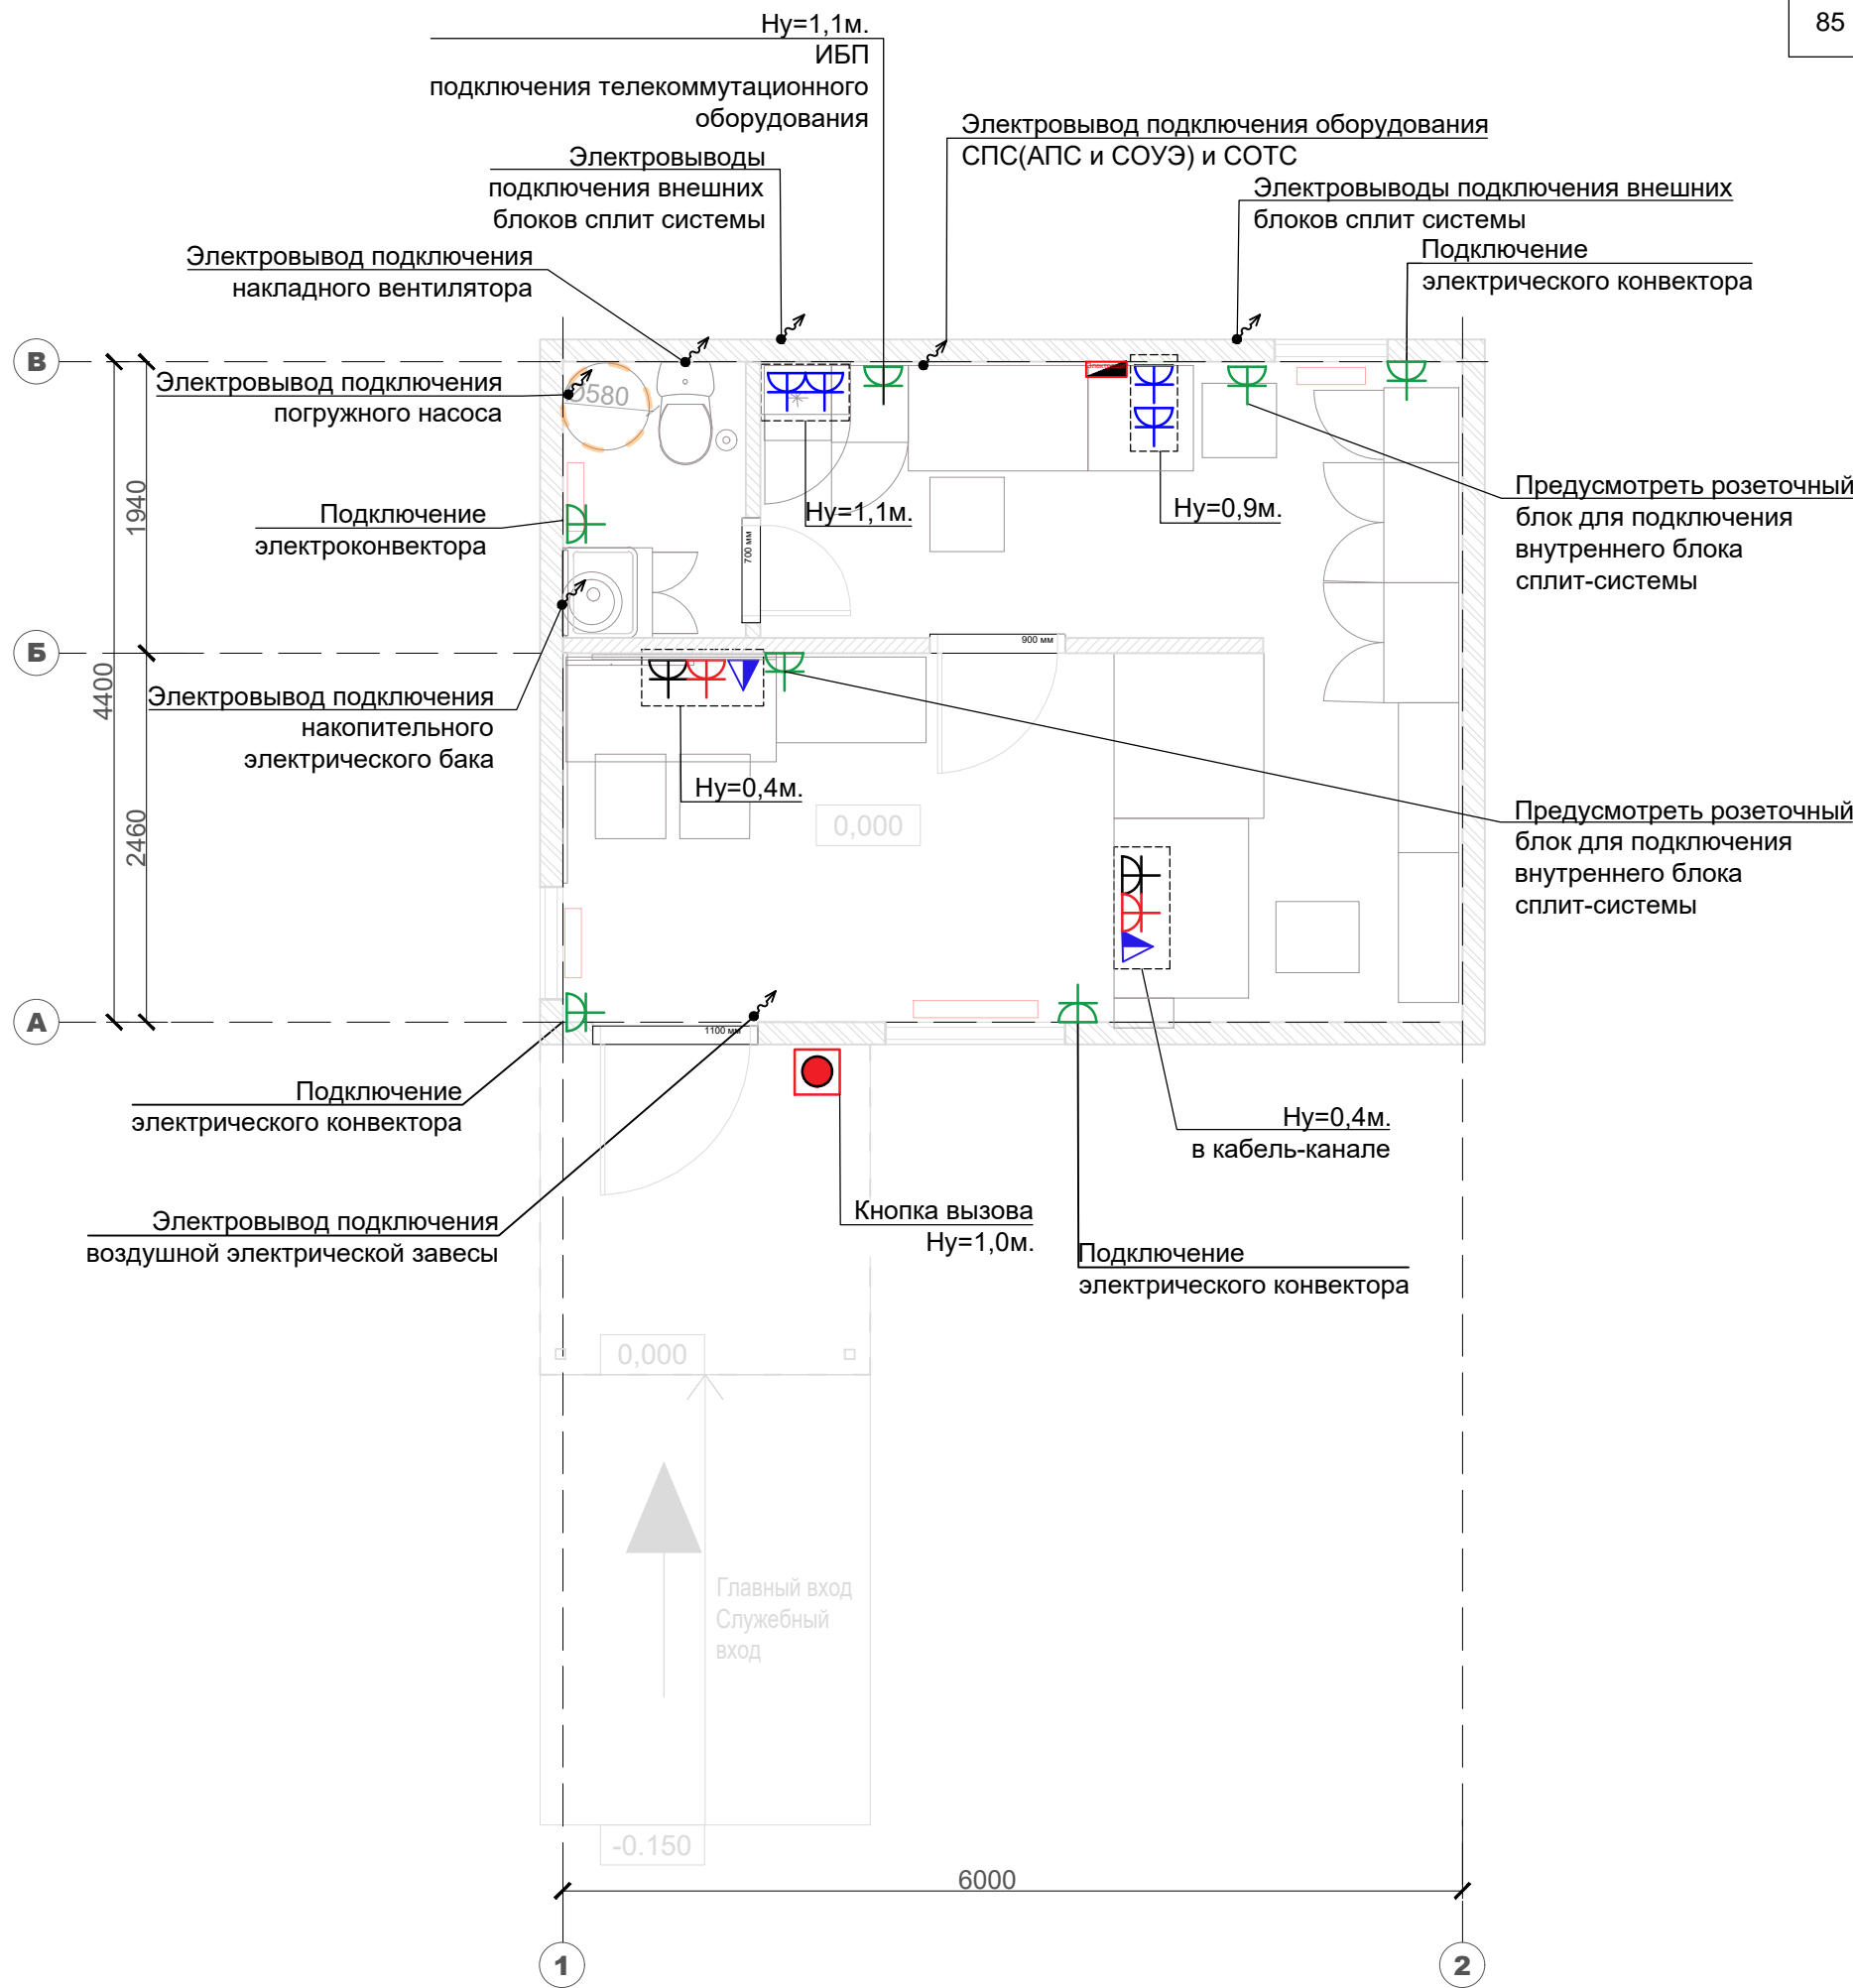 85
Ну=1,1м.
ИБП
подключения телекоммутационного
оборудования
Электровывод подключения оборудования
СПС(АПС и СОУЭ) и СОТС
Электровыводы
подключения внешних
блоков сплит системы
Электровыводы подключения внешних
блоков сплит системы
Подключение
электрического конвектора
Электровывод подключения
накладного вентилятора
В
Электровывод подключения
погружного насоса
Ø580
1940
Подключение
электроконвектора
Ну=1,1м.
Ну=0,9м.
Предусмотреть розеточный
блок для подключения
внутреннего блока
сплит-системы
700 мм
900 мм
Б
4400
Электровывод подключения
накопительного
электрического бака
Ну=0,4м.
0,000
2460
Предусмотреть розеточный
блок для подключения
внутреннего блока
сплит-системы
А
1100 мм
Подключение
электрического конвектора
Ну=0,4м.
в кабель-канале
Электровывод подключения
воздушной электрической завесы
Кнопка вызова
Ну=1,0м.
Подключение
электрического конвектора
0,000
Главный вход
Служебный
вход
-0.150
6000
1
2